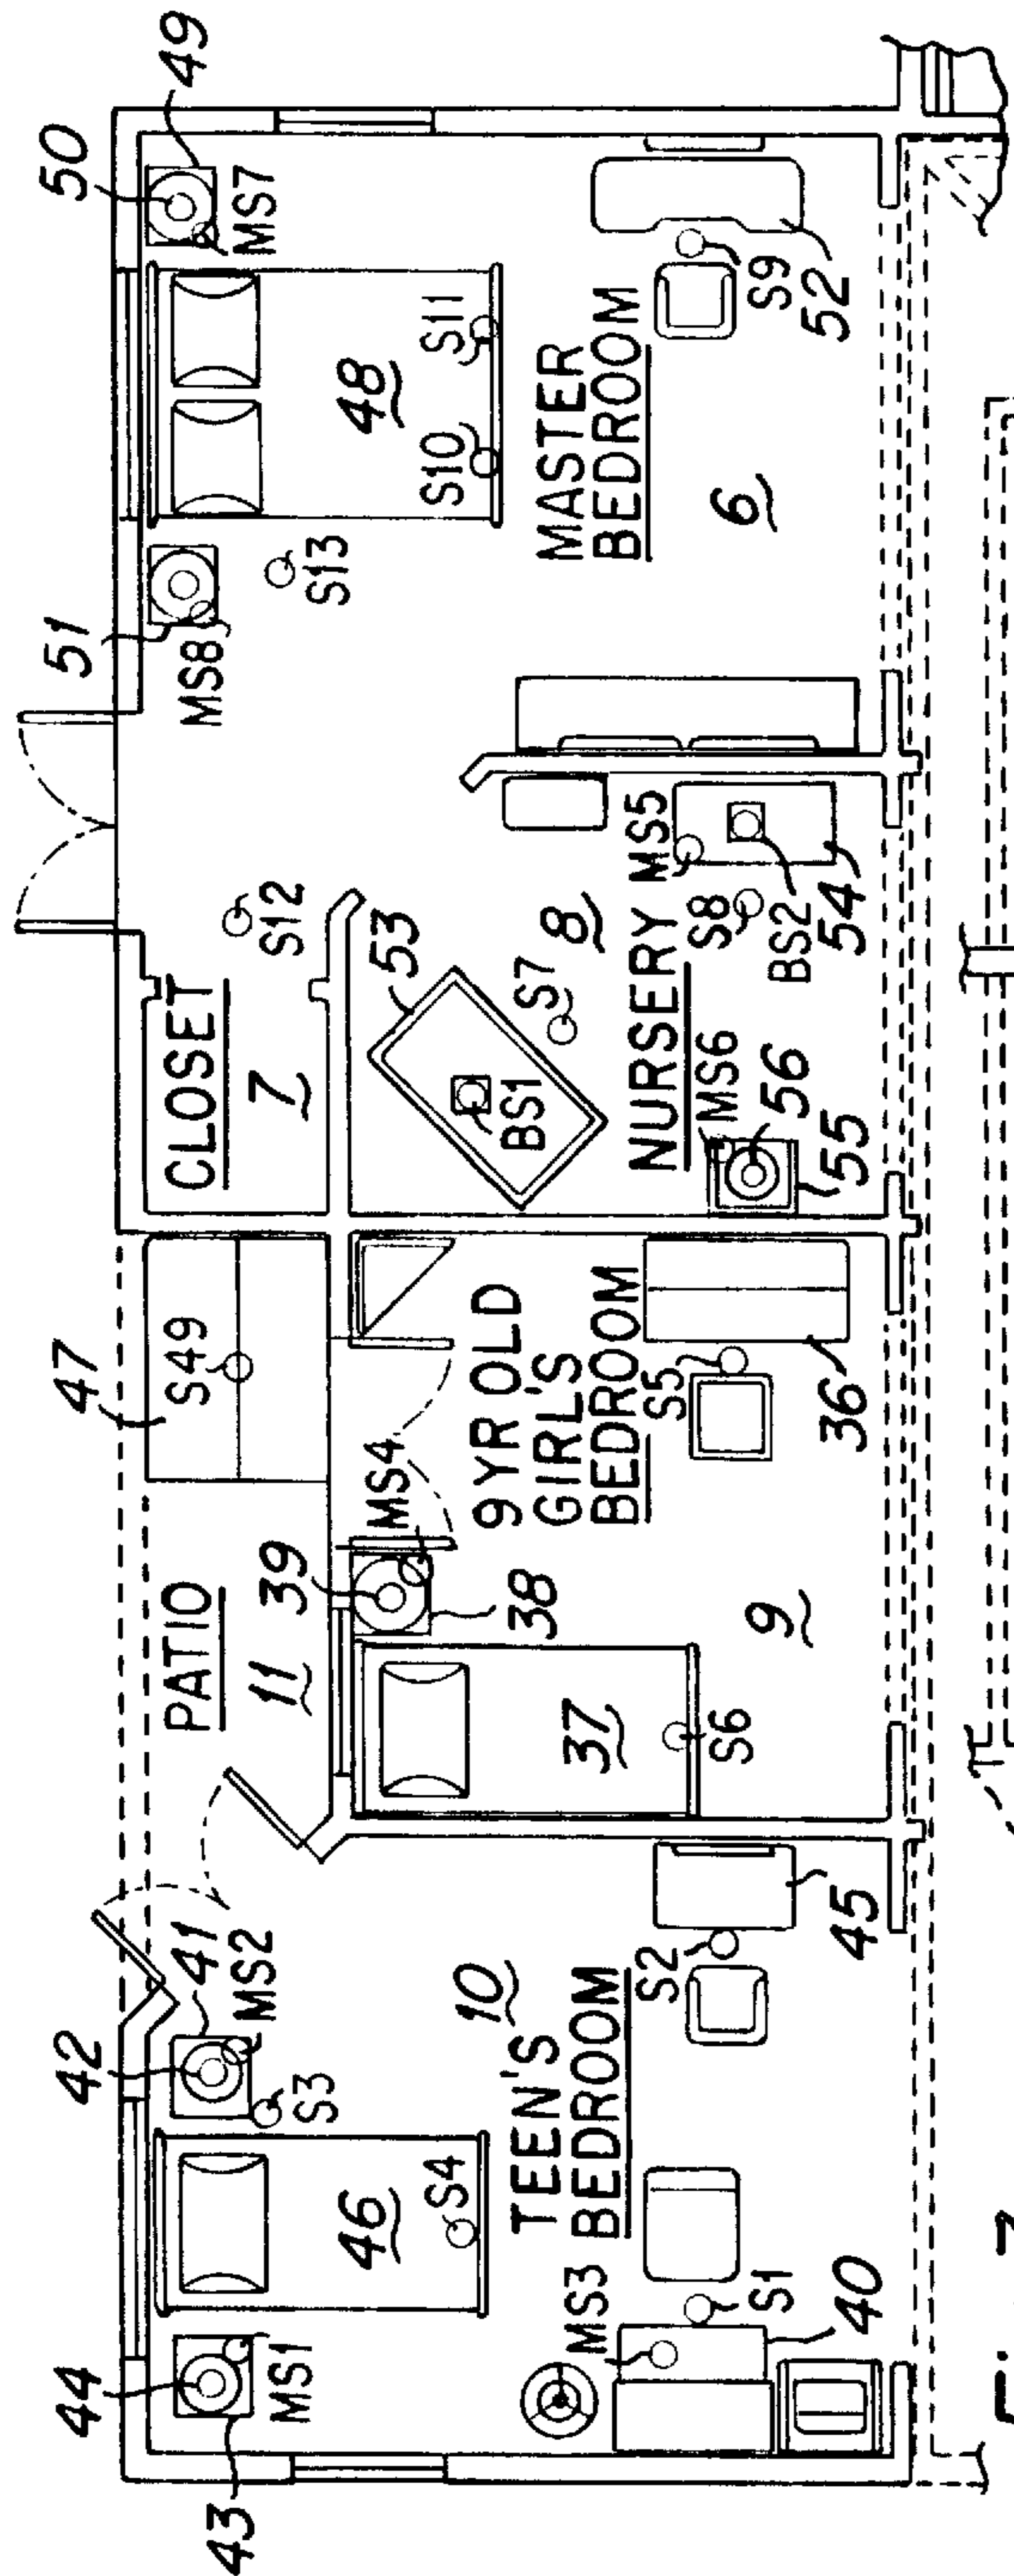 44
43
MS1
42
41
MS2
S3
46
S4
10
TEEN'S
BEDROOM
MS3
S1
40
S2
45
PATIO
11
47
S49
39
MS4
38
37
S6
9 YR OLD
GIRL'S
BEDROOM
S5
9
36
CLOSET
7
S12
53
BS1
S7
8
NURSERY
MS6
56
55
MS5
S8
BS2
54
51
MS8
S13
50
49
MS7
48
S10
S11
MASTER
BEDROOM
6
S9
52